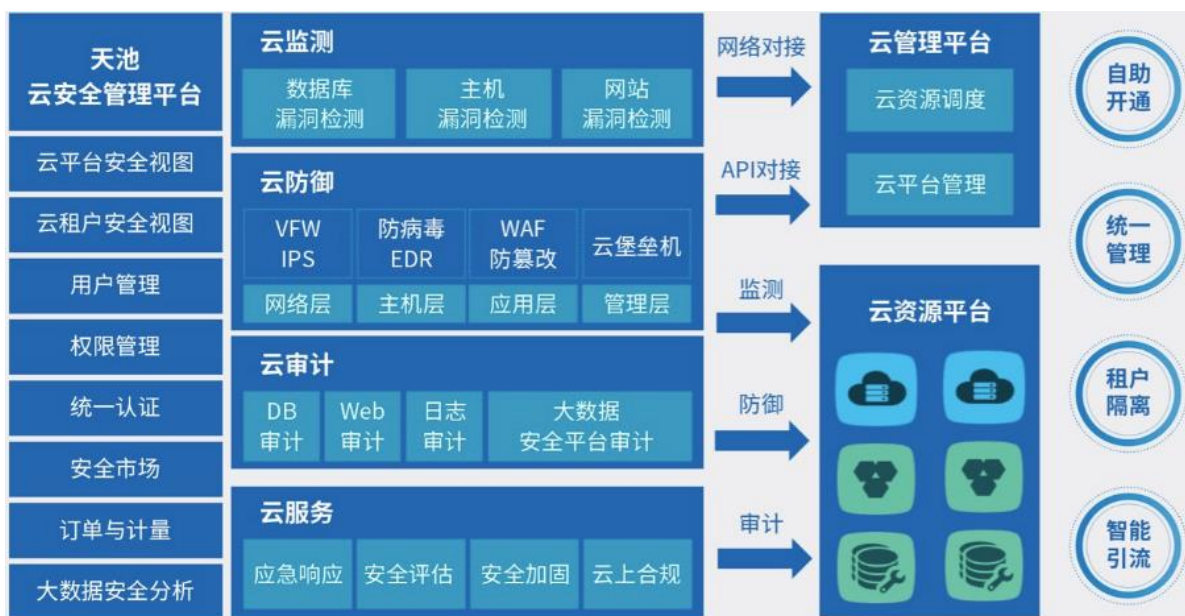 天池
云安全管理平台
云平台安全视图
云租户安全视图
用户管理
权限管理
统一认证
安全市场
订单与计量
大数据安全分析
云监测
数据库
漏洞检测
主机
漏洞检测
网站
漏洞检测
云防御
VFW
IPS
防病毒
EDR
WAF
防篡改
云堡垒机
网络层
主机层
应用层
管理层
云审计
DB
审计
Web
审计
日志
审计
大数据
安全平台审计
云服务
应急响应
安全评估
安全加固
云上合规
网络对接
API对接
监测
防御
审计
云管理平台
云资源调度
云平台管理
云资源平台
自助
开通
统一
管理
租户
隔离
智能
引流